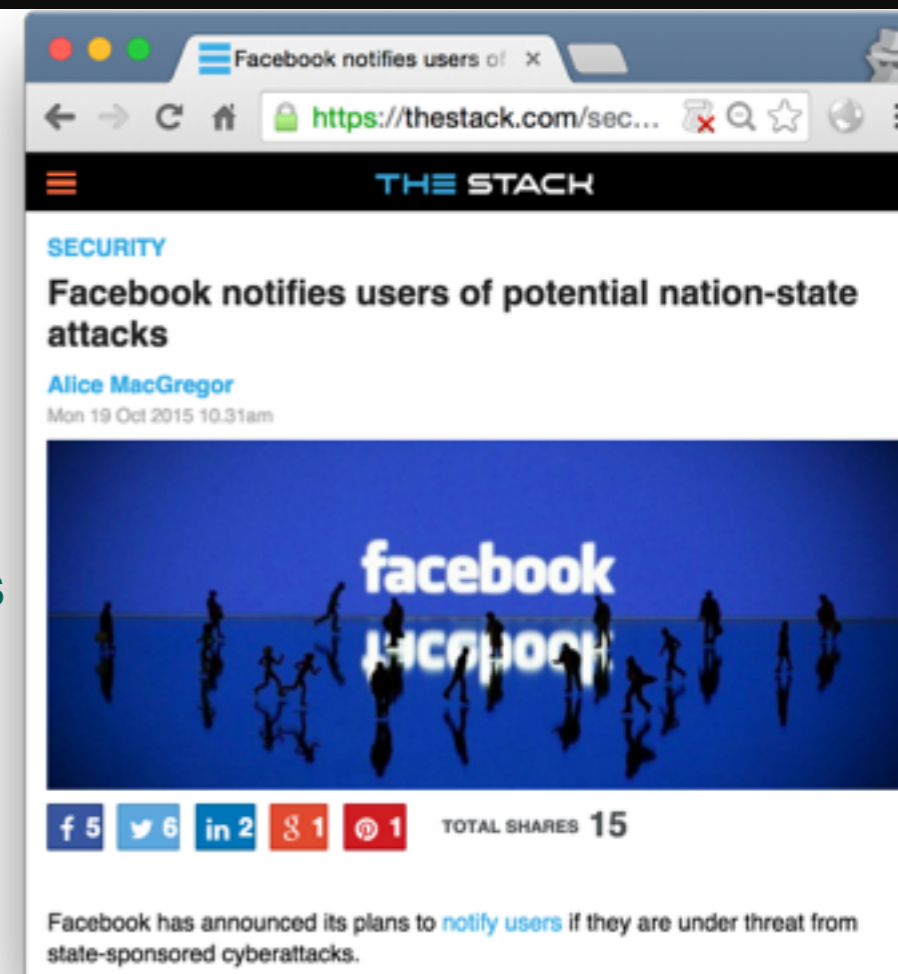 Facebook notifies users of
https://thestack.com/sec...
THE STACK
SECURITY
Facebook notifies users of potential nation-state
attacks
Alice MacGregor
Mon 19 Oct 2015 10.31am
facebook
s
f 5 6 in 2 g 1 1 TOTAL SHARES 15
Facebook has announced its plans to notify users if they are under threat from
state-sponsored cyberattacks.